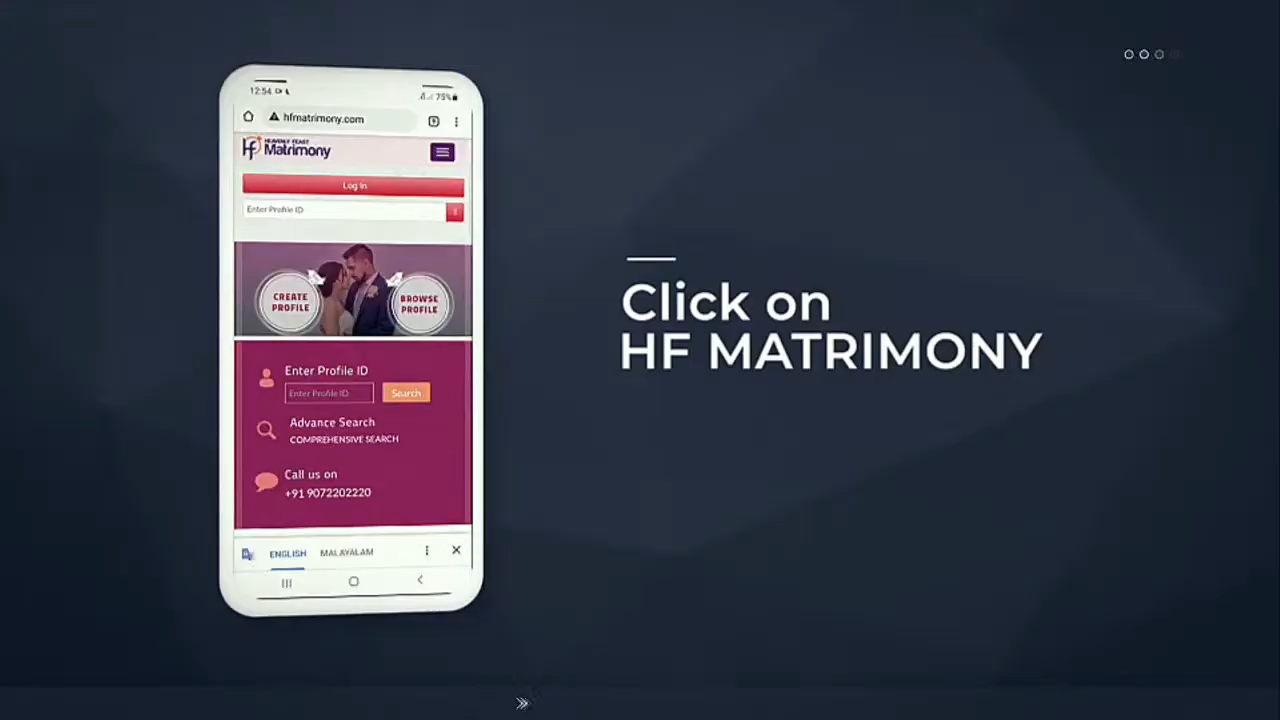 12:54
75%
hfmatrimony.com
9
HEAVENLY FEAST
hf Matrimony
Log In
Enter Profile ID
CREATE
PROFILE
BROWSE
PROFILE
Enter Profile ID
Enter Profile ID
Search
Advance Search
COMPREHENSIVE SEARCH
Call us on
+91 9072202220
ENGLISH
MALAYALAM
Click on
HF MATRIMONY